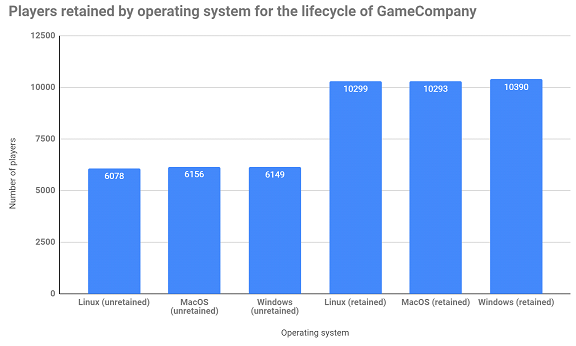 Players retained by operating system for the lifecycle of GameCompany
12500
10000
7500
5000
2500
0
Number of players
6078
6156
6149
10299
10293
10390
Linux (unretained)
MacOS
(unretained)
Windows
(unretained)
Linux (retained)
MacOS (retained)
Windows (retained)
Operating system